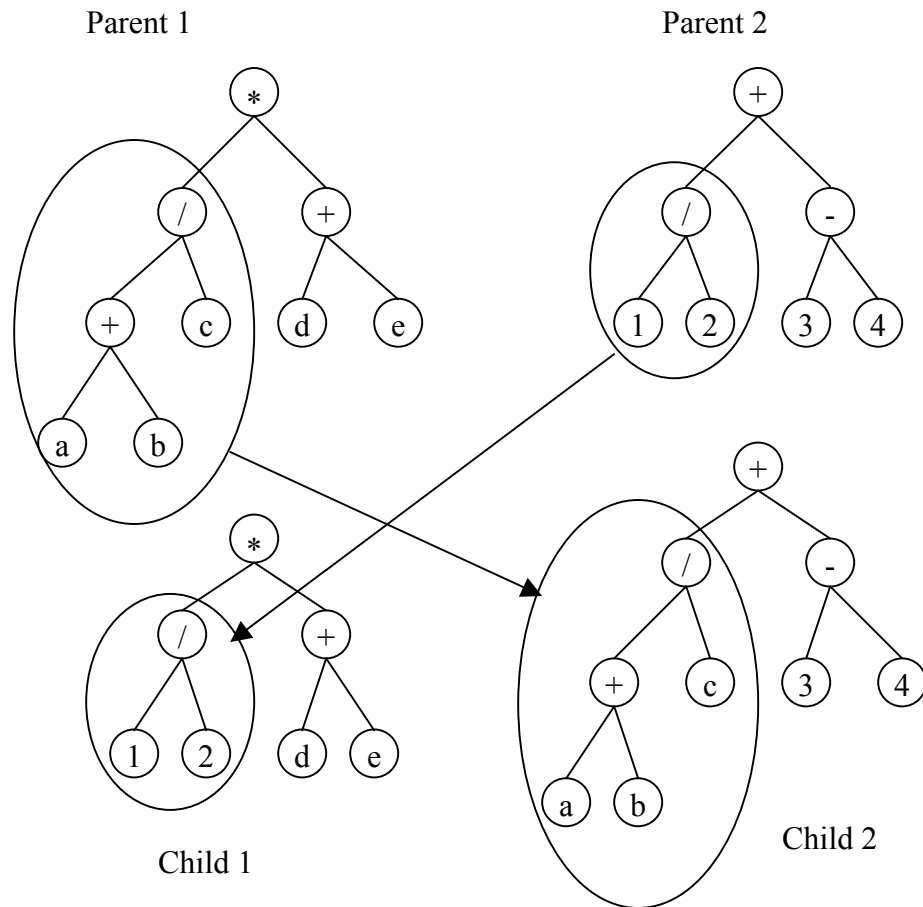 Parent 1
Parent 2
*
+
/
+
/
-
+
c
d
e
1
2
3
4
a
b
+
*
/
-
/
+
+
c
3
4
1
2
d
e
a
b
Child 2
Child 1